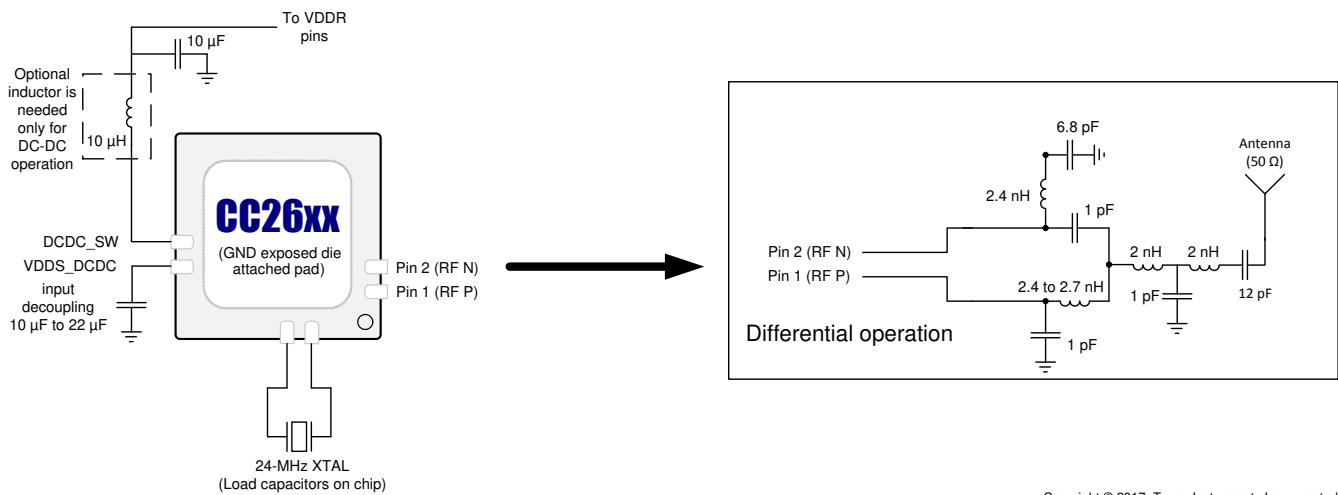 To VDDR
pins
10 µF
Optional
inductor is
needed
only for
DC-DC
operation
10 µH
CC26xx
(GND exposed die
attached pad)
DCDC_SW
VDDS_DCDC
input
decoupling
10 µF to 22 µF
Pin 2 (RF N)
Pin 1 (RF P)
24-MHz XTAL
(Load capacitors on chip)
6.8 pF
Antenna
(50 Ω)
2.4 nH
1 pF
Pin 2 (RF N)
Pin 1 (RF P)
2 nH
2 nH
2.4 to 2.7 nH
1 pF
12 pF
Differential operation
1 pF